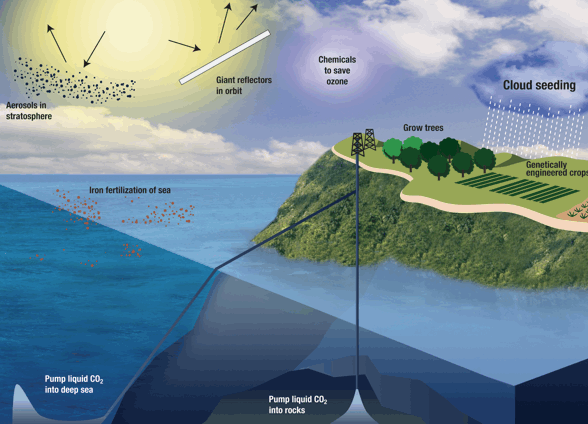 Chemicals
to save
ozone
Giant reflectors
in orbit
Cloud seeding
Aerosols in
stratosphere
Grow trees
Genetically
engineered crops
Iron fertilization of sea
Pump liquid CO₂
into deep sea
Pump liquid CO₂
into rocks